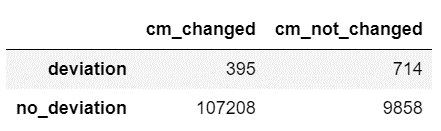 cm_changed cm_not_changed
deviation 395 714
no_deviation 107208 9858